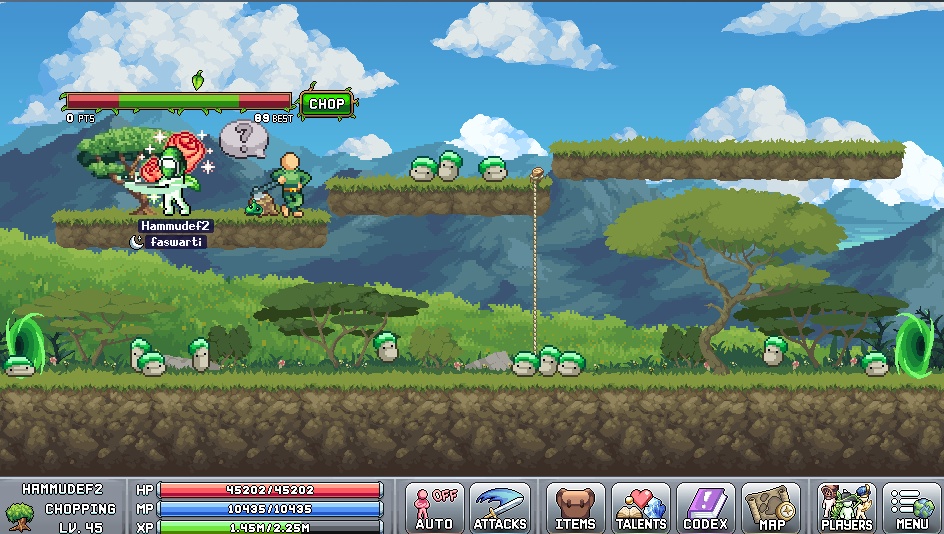 CHOP
0 PTS
89 BEST
?
Hammudef2
faswarti
HAMMUDEF2
CHOPPING
LV. 45
HP 45202/45202
MP 10435/10435
XP 1.45M/2.25M
OFF
AUTO
ATTACKS
ITEMS
TALENTS
CODEX
MAP
PLAYERS
MENU